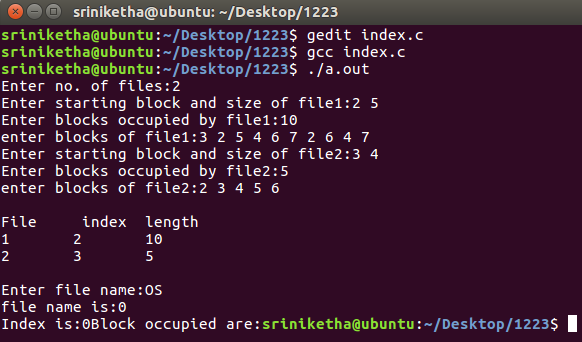 sriniketha@ubuntu: ~/Desktop/1223
sriniketha@ubuntu:~/Desktop/1223$ gedit index.c
sriniketha@ubuntu:~/Desktop/1223$ gcc index.c
sriniketha@ubuntu:~/Desktop/1223$ ./a.out
Enter no. of files:2
Enter starting block and size of file1:2 5
Enter blocks occupied by file1:10
enter blocks of file1:3 2 5 4 6 7 2 6 4 7
Enter starting block and size of file2:3 4
Enter blocks occupied by file2:5
enter blocks of file2:2 3 4 5 6
File index length
1 2 10
2 3 5
Enter file name:OS
file name is:0
Index is:0Block occupied are:sriniketha@ubuntu:~/Desktop/1223$